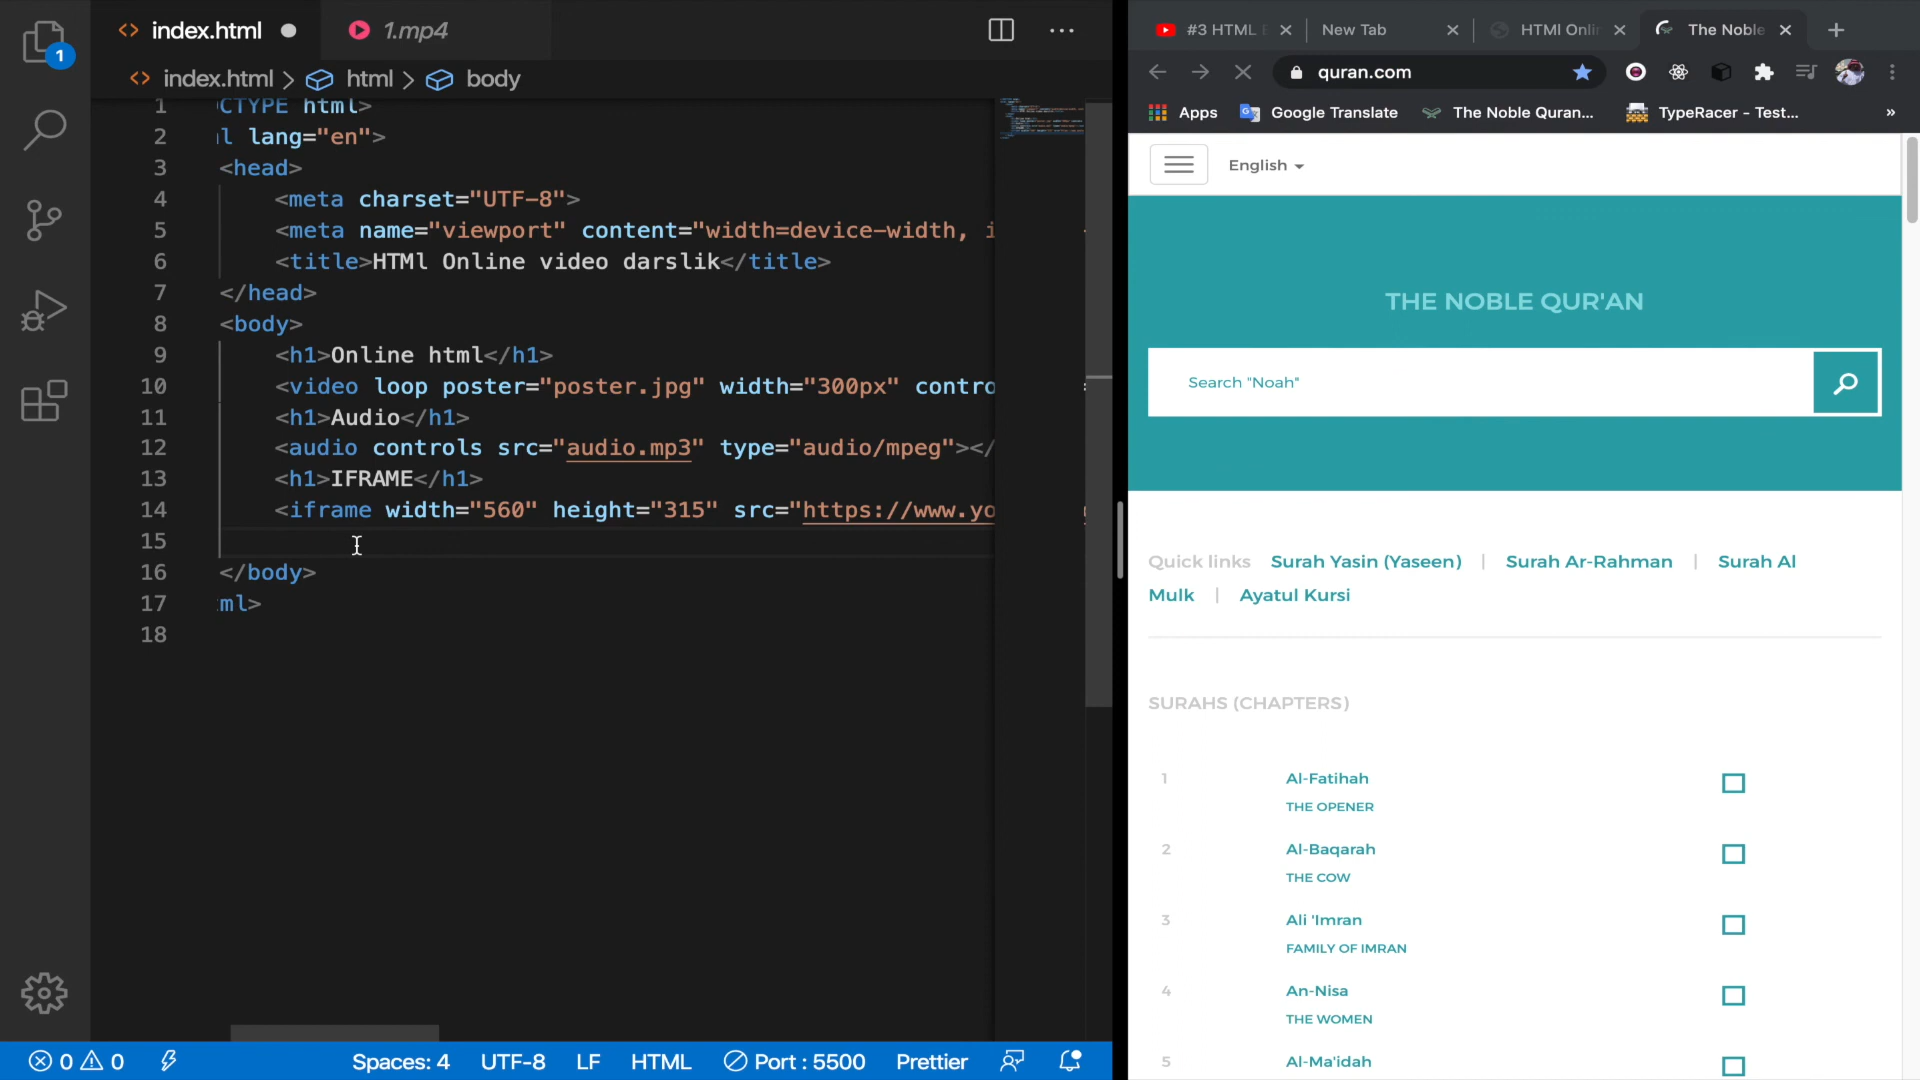 index.html
1.mp4
1
index.html > html > body
1 CTYPE html>
2 l lang="en">
3 <head>
4 <meta charset="UTF-8">
5 <meta name="viewport" content="width=device-width, i
6 <title>HTMl Online video darslik</title>
7 </head>
8 <body>
9 <h1>Online html</h1>
10 <video loop poster="poster.jpg" width="300px" contro
11 <h1>Audio</h1>
12 <audio controls src="audio.mp3" type="audio/mpeg"></
13 <h1>IFRAME</h1>
14 <iframe width="560" height="315" src="https://www.yo
15
16 </body>
17 ml>
18
0 0 Spaces: 4 UTF-8 LF HTML Port : 5500 Prettier
#3 HTML New Tab HTMl Onli The Noble
quran.com
Apps Google Translate The Noble Quran... TypeRacer - Test... »
English
THE NOBLE QUR'AN
Search "Noah"
Quick links Surah Yasin (Yaseen) | Surah Ar-Rahman | Surah Al
Mulk | Ayatul Kursi
SURAHS (CHAPTERS)
1 Al-Fatihah
THE OPENER
2 Al-Baqarah
THE COW
3 Ali 'Imran
FAMILY OF IMRAN
4 An-Nisa
THE WOMEN
5 Al-Ma'idah